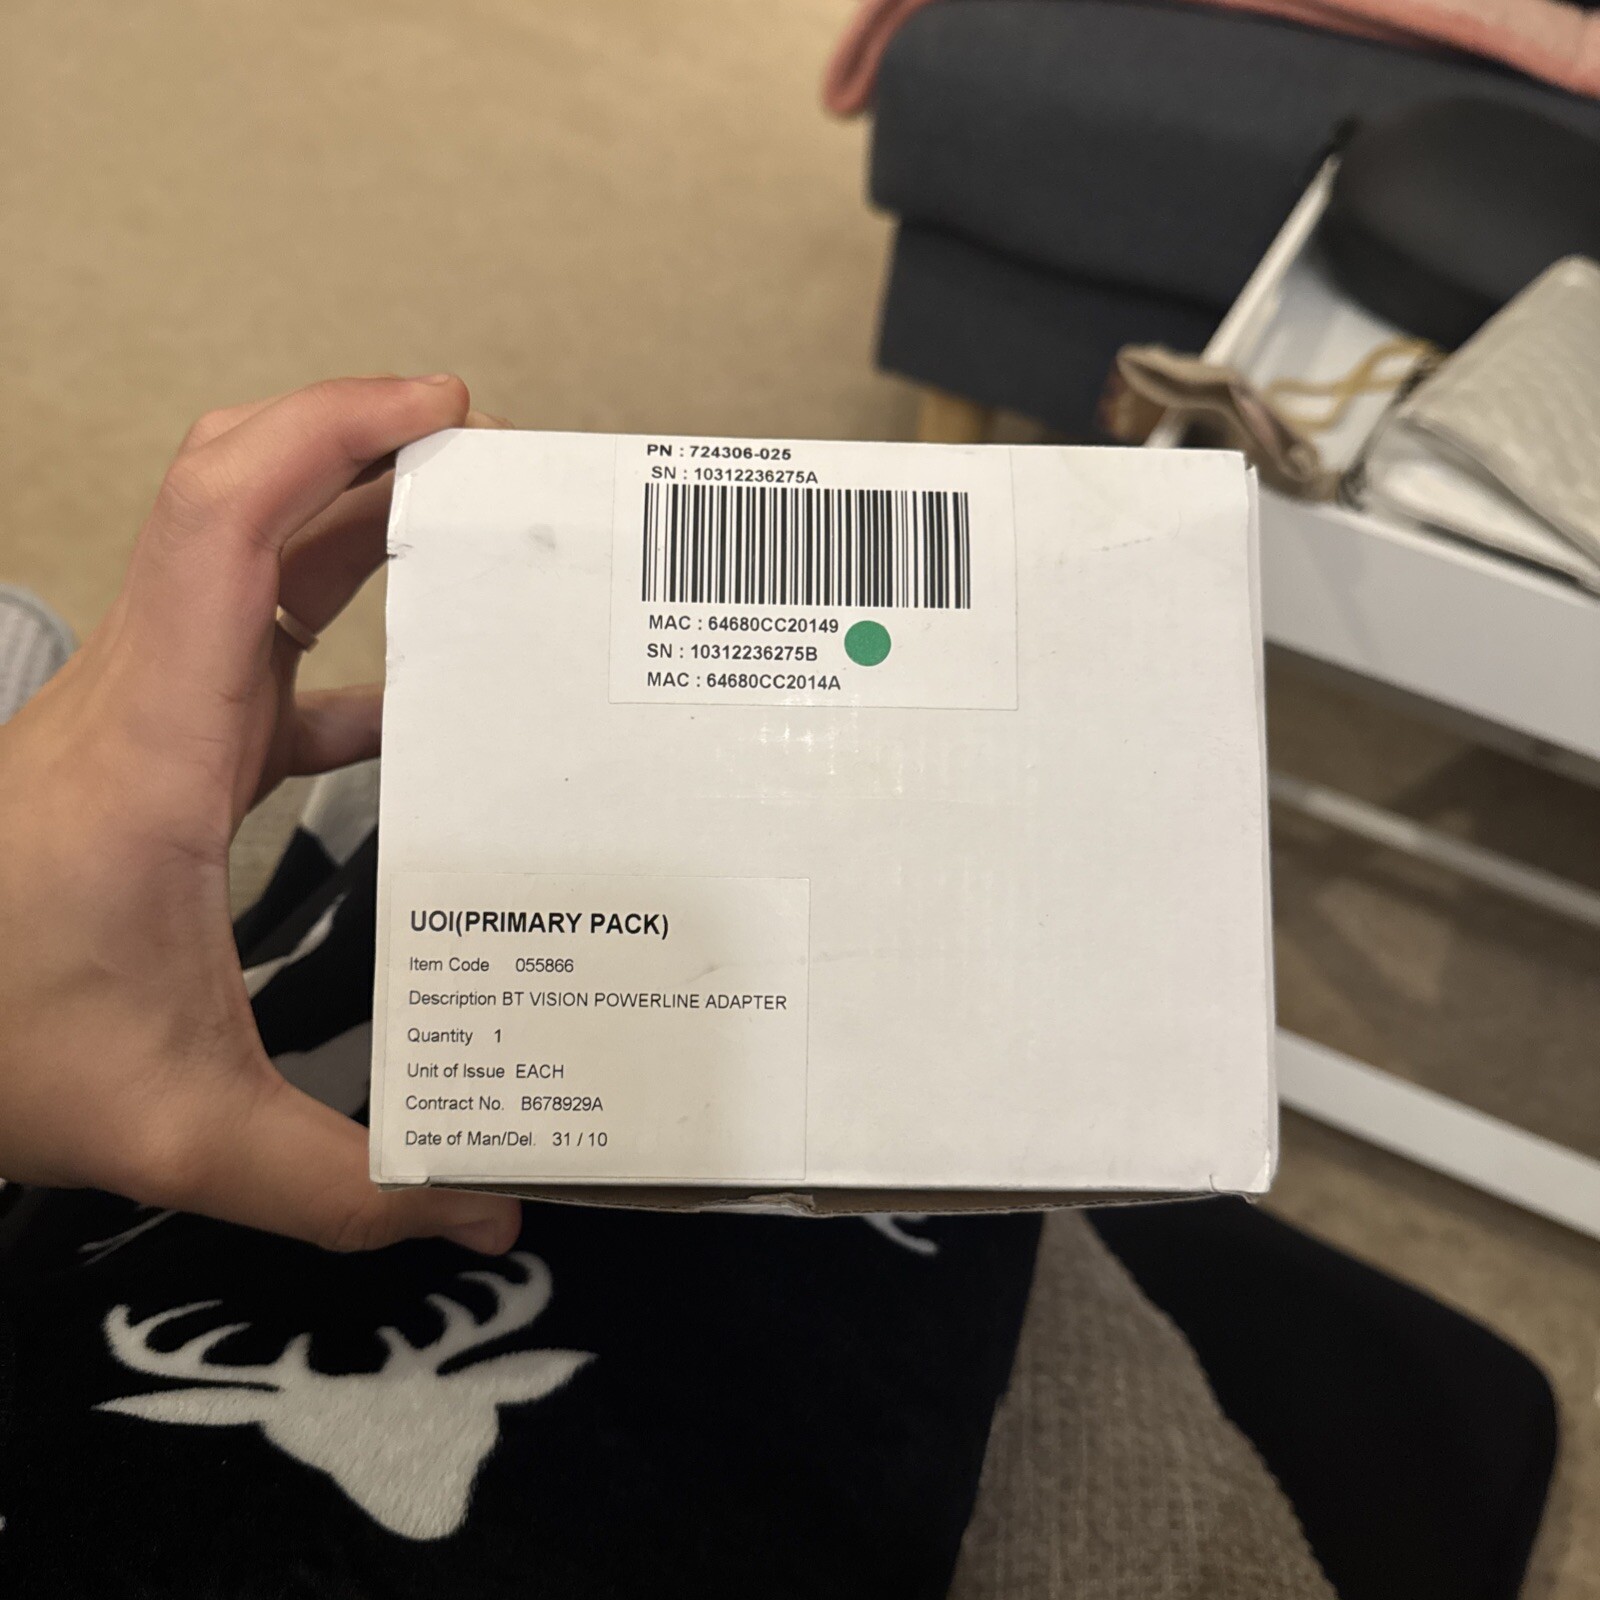 PN : 724306-025
SN : 10312236275A
MAC : 64680CC20149
SN : 10312236275B
MAC : 64680CC2014A
UOI(PRIMARY PACK)
Item Code 055866
Description BT VISION POWERLINE ADAPTER
Quantity 1
Unit of Issue EACH
Contract No. B678929A
Date of Man/Del. 31 / 10